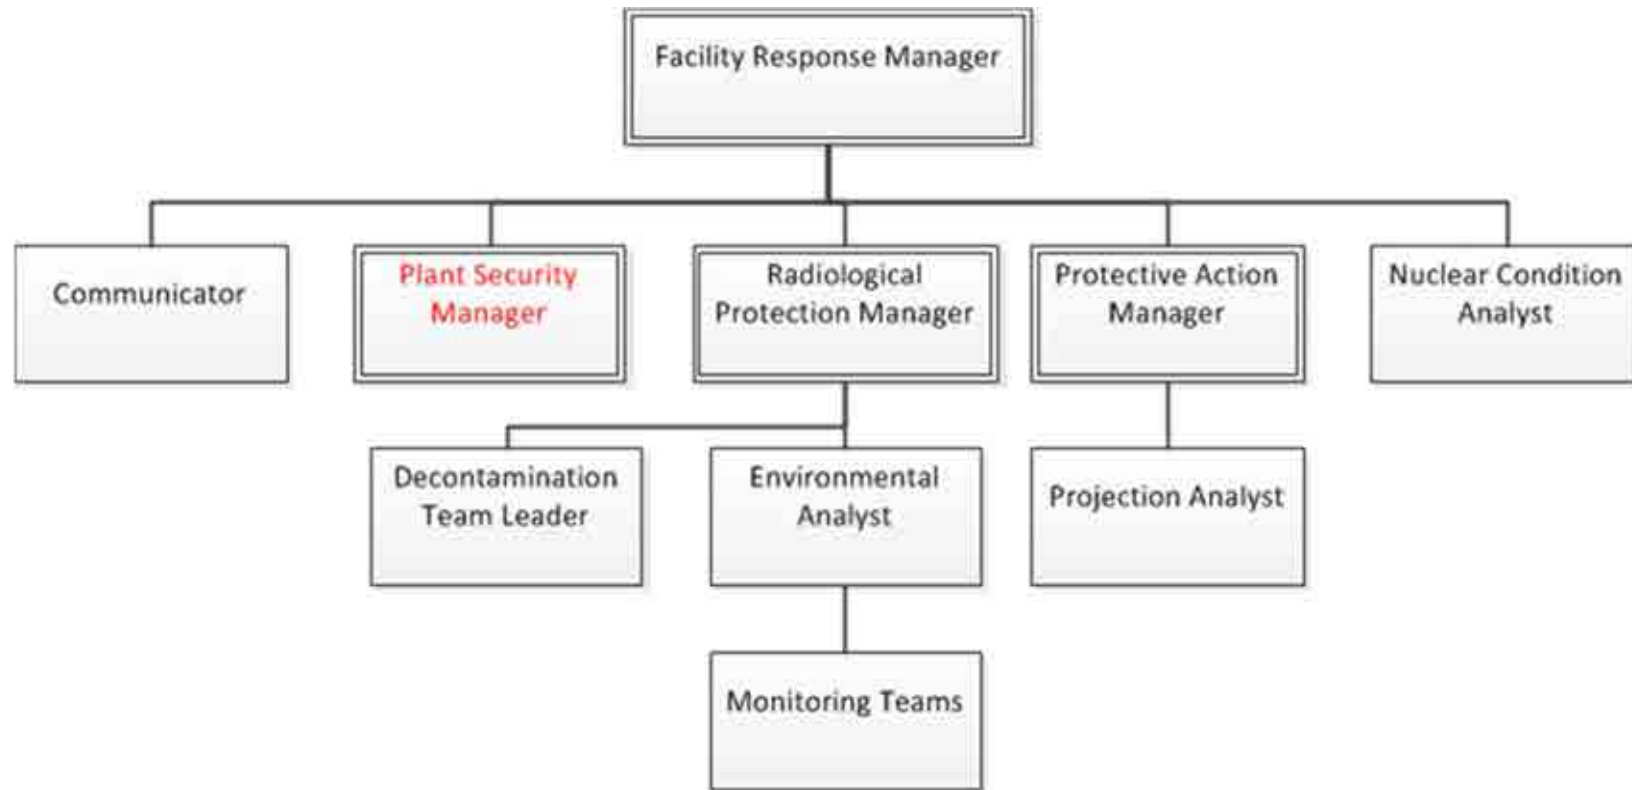 Facility Response Manager
Communicator
Plant Security
Manager
Radiological
Protection Manager
Protective Action
Manager
Nuclear Condition
Analyst
Decontamination
Team Leader
Environmental
Analyst
Projection Analyst
Monitoring Teams